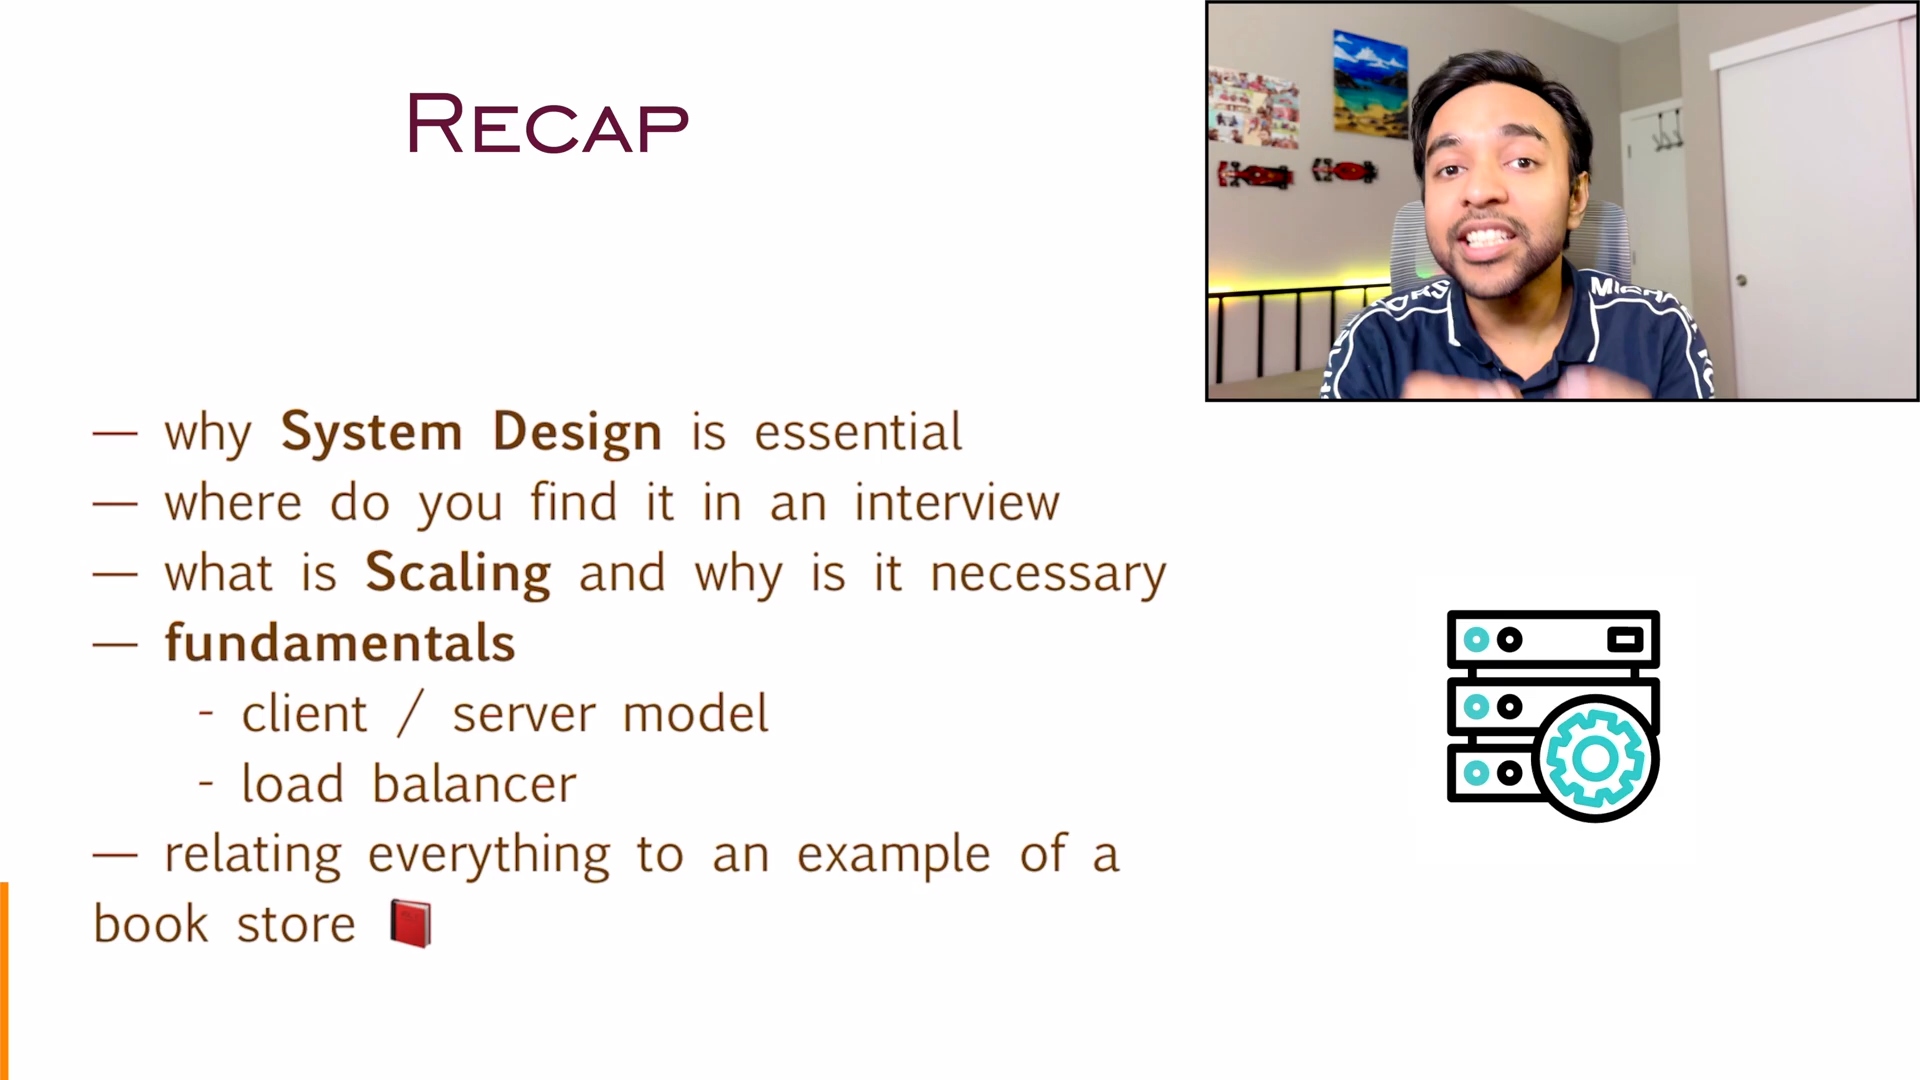 Recap
— why System Design is essential
— where do you find it in an interview
— what is Scaling and why is it necessary
— fundamentals
- client / server model
- load balancer
— relating everything to an example of a
book store 📕